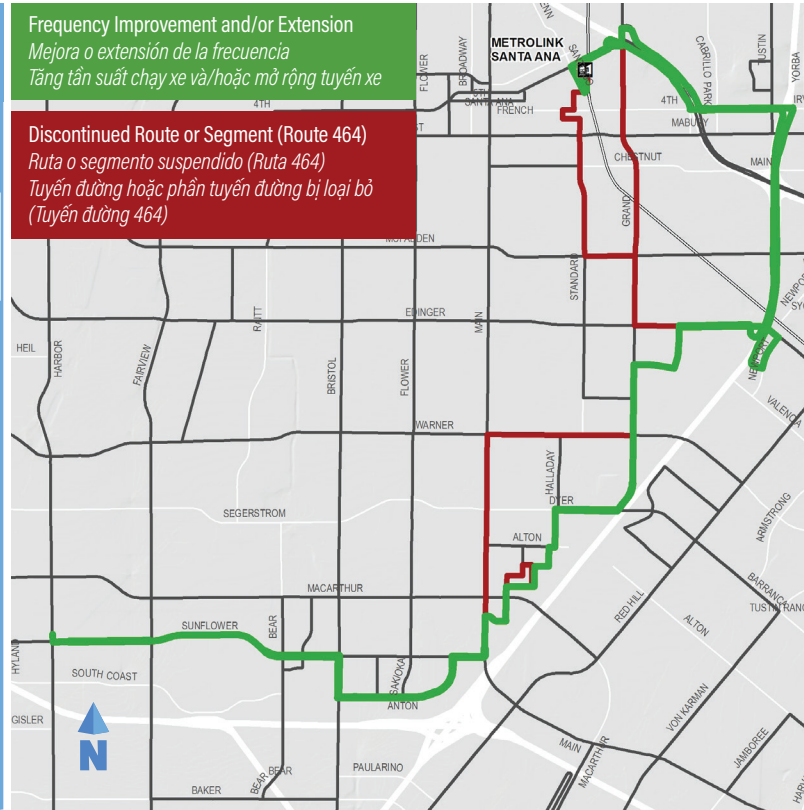 Frequency Improvement and/or Extension
Mejora o extensión de la frecuencia
Tăng tần suất chạy xe và/hoặc mở rộng tuyến xe
Discontinued Route or Segment (Route 464)
Ruta o segmento suspendido (Ruta 464)
Tuyến đường hoặc phần tuyến đường bị loại bỏ
(Tuyến đường 464)
METROLINK
SANTA ANA
FLOWER
BROADWAY
CABRILLO PARK
TUSTIN
YORBA
4TH
SANTA ANA
FRENCH
4TH
MABURY
CHESTNUT
MAIN
GRAND
STANDARD
EDINGER
MAIN
RAITT
HEIL
HARBOR
FAIRVIEW
BRISTOL
FLOWER
NEWPORT
VALENCIA
WARNER
HALLADAY
DYER
SEGERSTROM
ALTON
ARMSTRONG
MACARTHUR
BARRANCA
RED HILL
ALTON
SUNFLOWER
BEAR
HYLAND
SOUTH COAST
SAKIOKA
ANTON
GISLER
VON KARMAN
MAIN
MACARTHUR
JAMBOREE
N
BEAR
BEAR
PAULARINO
BAKER